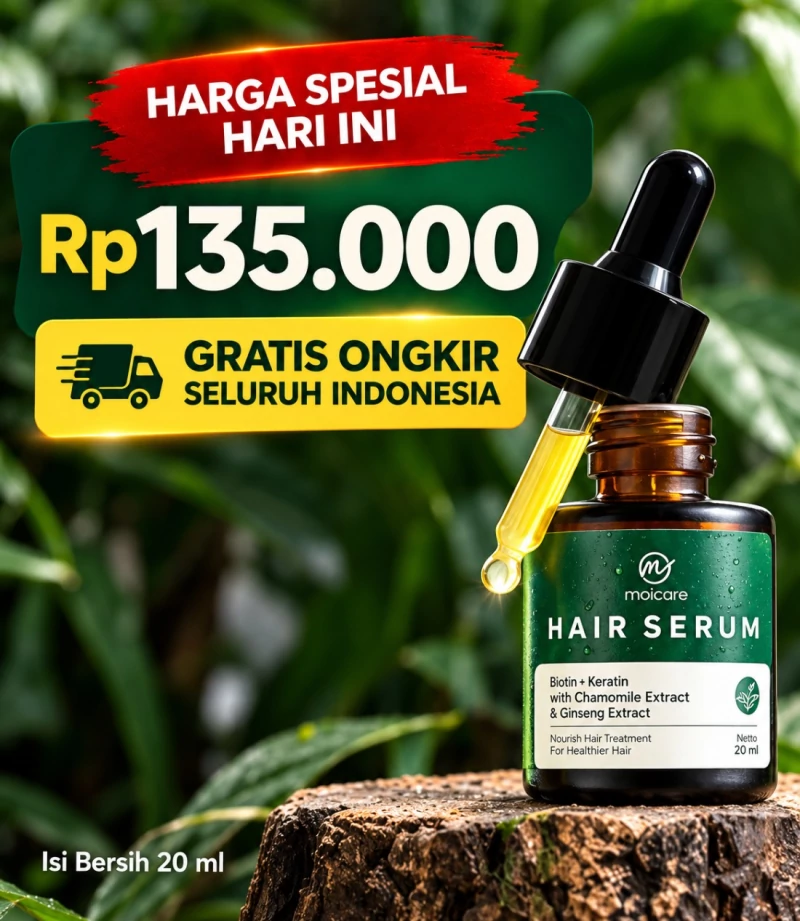 HARGA SPESIAL
HARI INI
Rp135.000
GRATIS ONGKIR
SELURUH INDONESIA
moicare
HAIR SERUM
Biotin + Keratin
with Chamomile Extract
& Ginseng Extract
Nourish Hair Treatment
For Healthier Hair
Netto
20 ml
Isi Bersih 20 ml